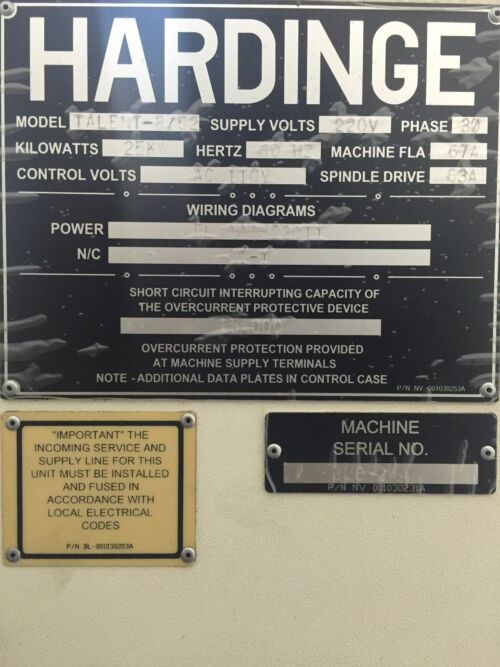 HARDINGE
MODEL TALENT-8/52 SUPPLY VOLTS 220V PHASE 3Ø
KILOWATTS 25KW HERTZ HZ MACHINE FLA 67A
CONTROL VOLTS AC 110V SPINDLE DRIVE 63A
WIRING DIAGRAMS
POWER
N/C
SHORT CIRCUIT INTERRUPTING CAPACITY OF
THE OVERCURRENT PROTECTIVE DEVICE
OVERCURRENT PROTECTION PROVIDED
AT MACHINE SUPPLY TERMINALS
NOTE - ADDITIONAL DATA PLATES IN CONTROL CASE
P/N NV -001030253A
"IMPORTANT" THE
INCOMING SERVICE AND
SUPPLY LINE FOR THIS
UNIT MUST BE INSTALLED
AND FUSED IN
ACCORDANCE WITH
LOCAL ELECTRICAL
CODES
P/N BL-001030203A
MACHINE
SERIAL NO.
P/N NV 001030231A